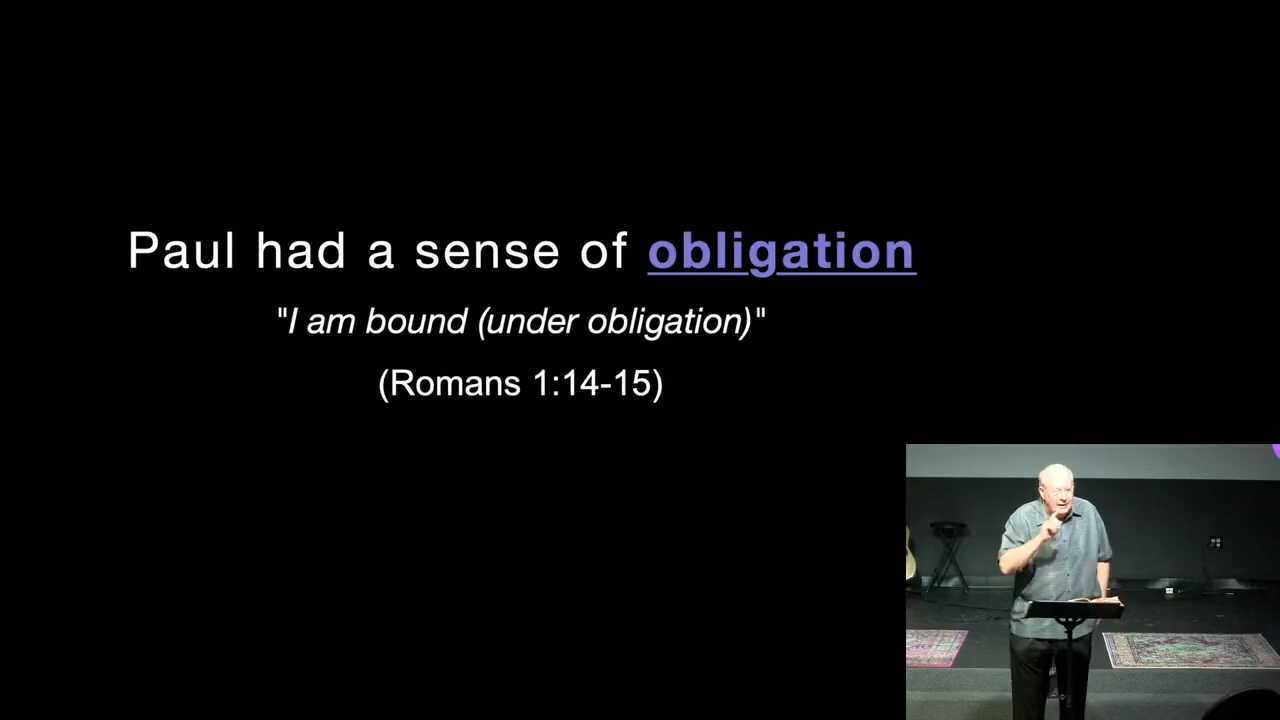 Paul had a sense of obligation
"I am bound (under obligation)"
(Romans 1:14-15)